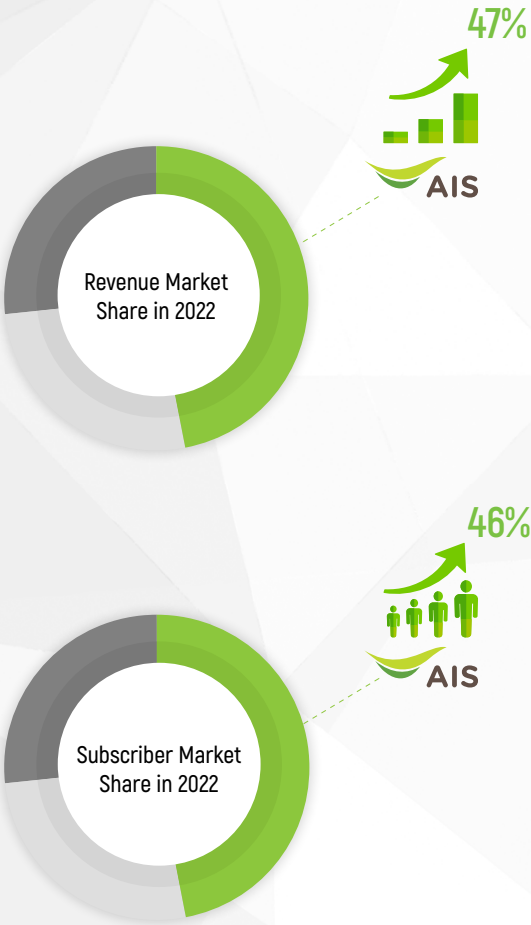 47%
AIS
Revenue Market
Share in 2022
46%
AIS
Subscriber Market
Share in 2022